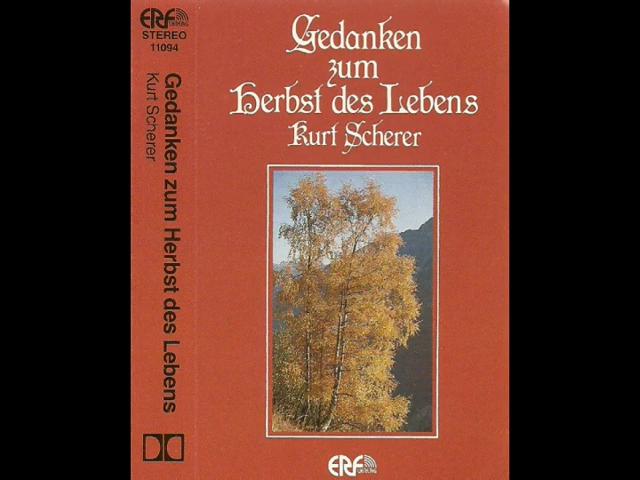 ERF
STEREO
11094
Gedanken zum Herbst des Lebens
Kurt Scherer
Gedanken
zum
Herbst des Lebens
Kurt Scherer
ERF